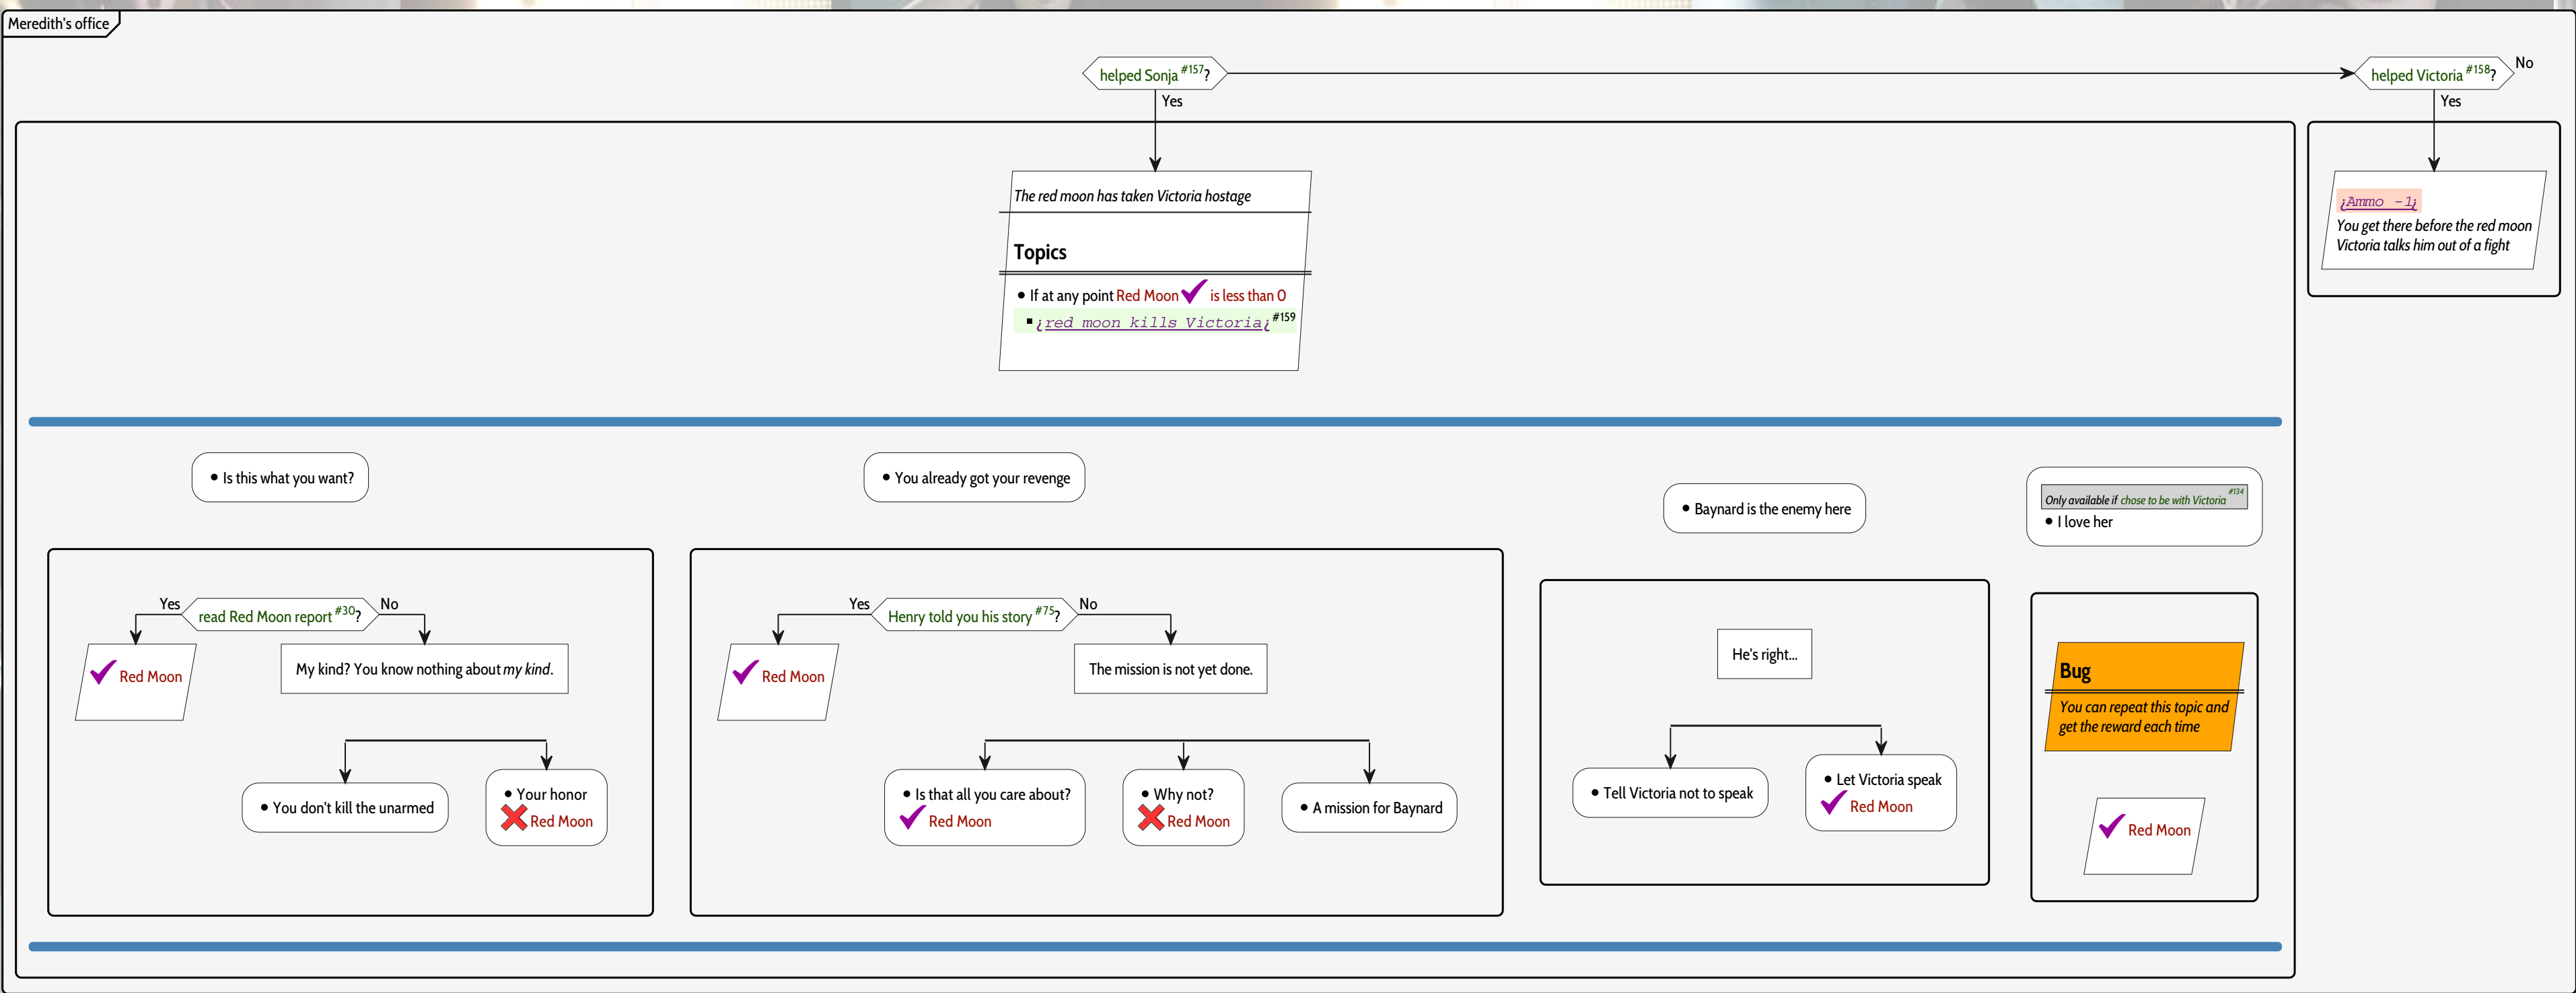 Meredith's office
helped Sonja #157?
helped Victoria #158?
No
Yes
Yes
The red moon has taken Victoria hostage
¿Ammo -1¿
You get there before the red moon
Victoria talks him out of a fight
Topics
• If at any point Red Moon ✔ is less than 0
▪ ¿red moon kills Victoria¿ #159
• Is this what you want?
• You already got your revenge
• Baynard is the enemy here
Only available if chose to be with Victoria #134
• I love her
Yes
read Red Moon report #30?
No
✔ Red Moon
My kind? You know nothing about my kind.
• You don't kill the unarmed
• Your honor
❌ Red Moon
Yes
Henry told you his story #75?
No
✔ Red Moon
The mission is not yet done.
• Is that all you care about?
✔ Red Moon
• Why not?
❌ Red Moon
• A mission for Baynard
He's right...
• Tell Victoria not to speak
• Let Victoria speak
✔ Red Moon
Bug
You can repeat this topic and
get the reward each time
✔ Red Moon